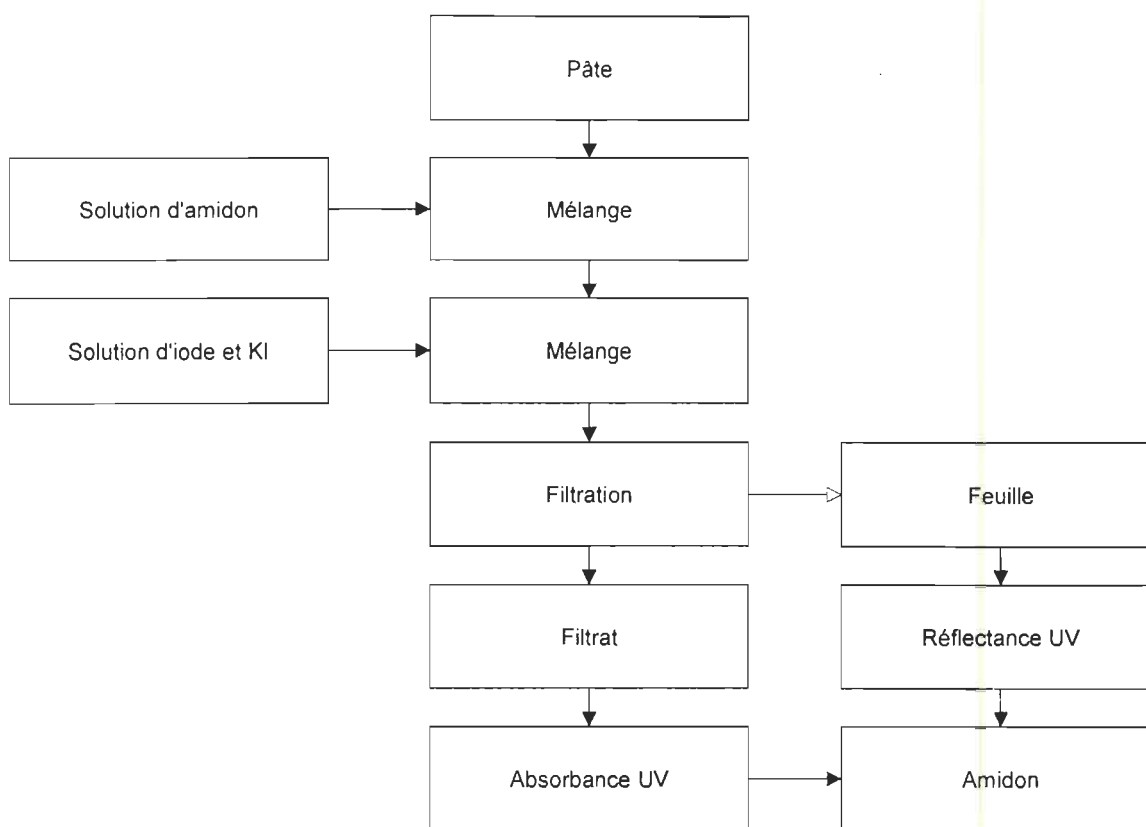 Pâte
Solution d'amidon
Mélange
Solution d'iode et KI
Mélange
Filtration
Feuille
Filtrat
Réflectance UV
Absorbance UV
Amidon